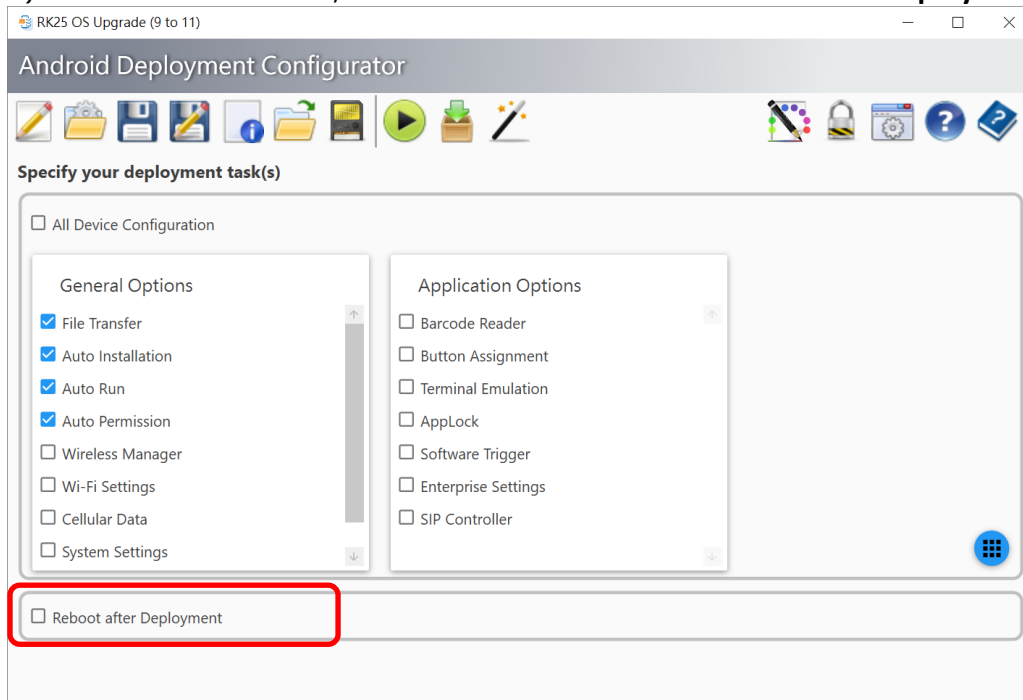 RK25 OS Upgrade (9 to 11)
Android Deployment Configurator
Specify your deployment task(s)
All Device Configuration
General Options
File Transfer
Auto Installation
Auto Run
Auto Permission
Wireless Manager
Wi-Fi Settings
Cellular Data
System Settings
Application Options
Barcode Reader
Button Assignment
Terminal Emulation
AppLock
Software Trigger
Enterprise Settings
SIP Controller
Reboot after Deployment